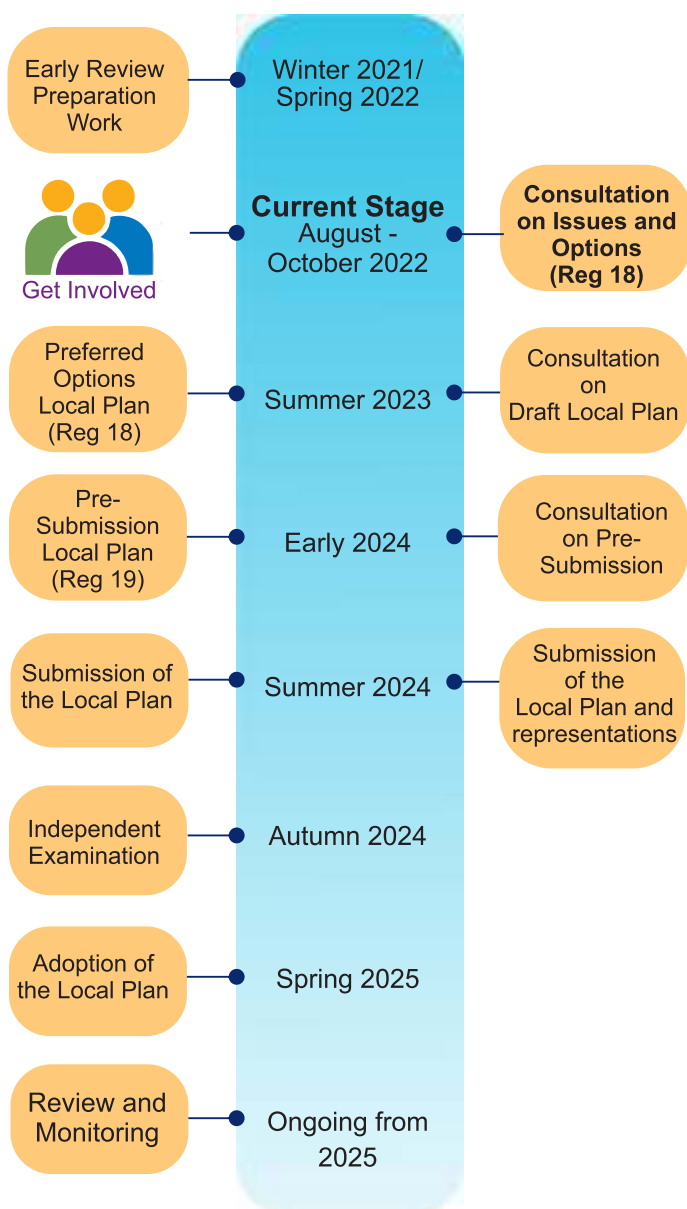 Early Review
Preparation
Work
Winter 2021/
Spring 2022
Get Involved
Current Stage
August -
October 2022
Consultation
on Issues and
Options
(Reg 18)
Preferred
Options
Local Plan
(Reg 18)
Summer 2023
Consultation
on
Draft Local Plan
Pre-
Submission
Local Plan
(Reg 19)
Early 2024
Consultation
on Pre-
Submission
Submission of
the Local Plan
Summer 2024
Submission
of the
Local Plan and
representations
Independent
Examination
Autumn 2024
Adoption of
the Local Plan
Spring 2025
Review and
Monitoring
Ongoing from
2025